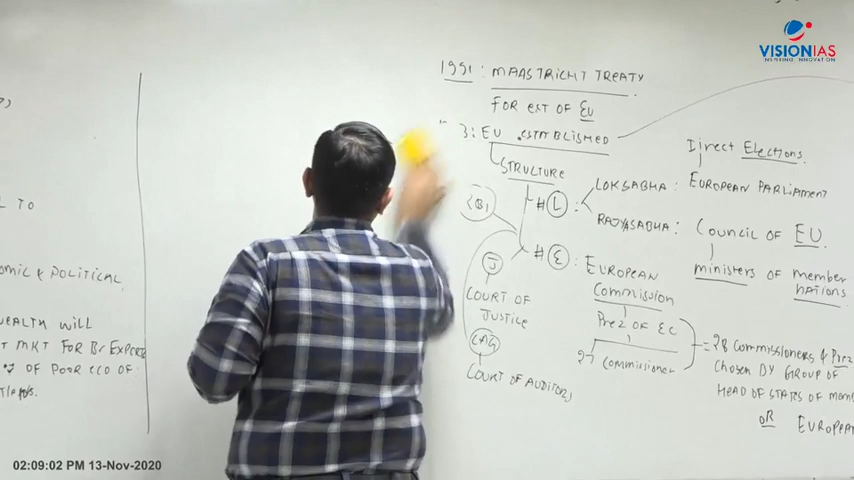 VISIONIAS
INSPIRING INNOVATION
L TO
OMIC & POLITICAL
WEALTH WILL
T MKT FOR Br EXPORTS
OF POOR ECO OF
1991 : MAASTRICHT TREATY
FOR EST OF EU
3 : EU ESTABLISHED
STRUCTURE
# L :
LOKSABHA : EUROPEAN PARLIAMENT
Direct Elections
RAJYASABHA : COUNCIL OF EU
ministers OF member
NATIONS
# E : EUROPEAN
Commission
Prez OF EC
27 commissioner
= 28 Commissioners & Prez
CHOSEN BY GROUP OF
HEAD OF STATES OF mem
OR EUROPEA
J
COURT OF
JUSTICE
CAG
COURT OF AUDITORS
02:09:02 PM 13-Nov-2020